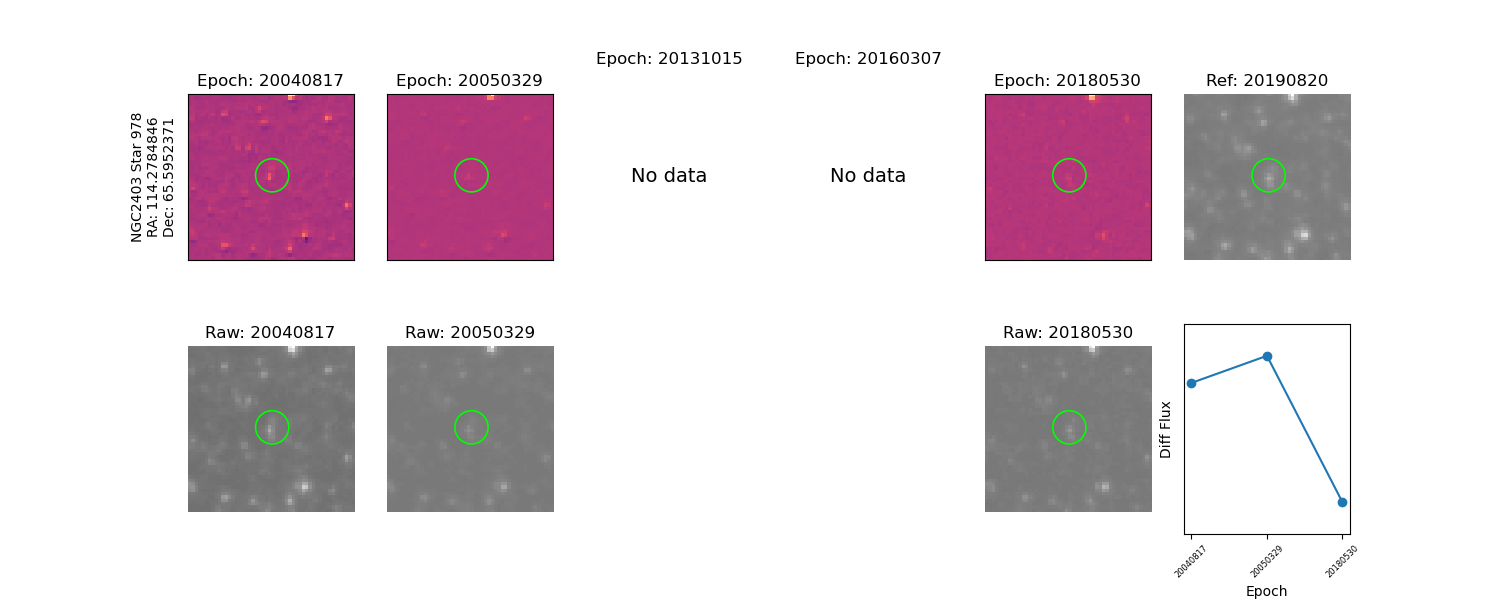 Epoch: 20131015
Epoch: 20160307
Epoch: 20040817
Epoch: 20050329
Epoch: 20180530
Ref: 20190820
NGC2403 Star 978
RA: 114.2784846
Dec: 65.5952371
No data
No data
Raw: 20040817
Raw: 20050329
Raw: 20180530
Diff Flux
20040817
20050329
20180530
Epoch